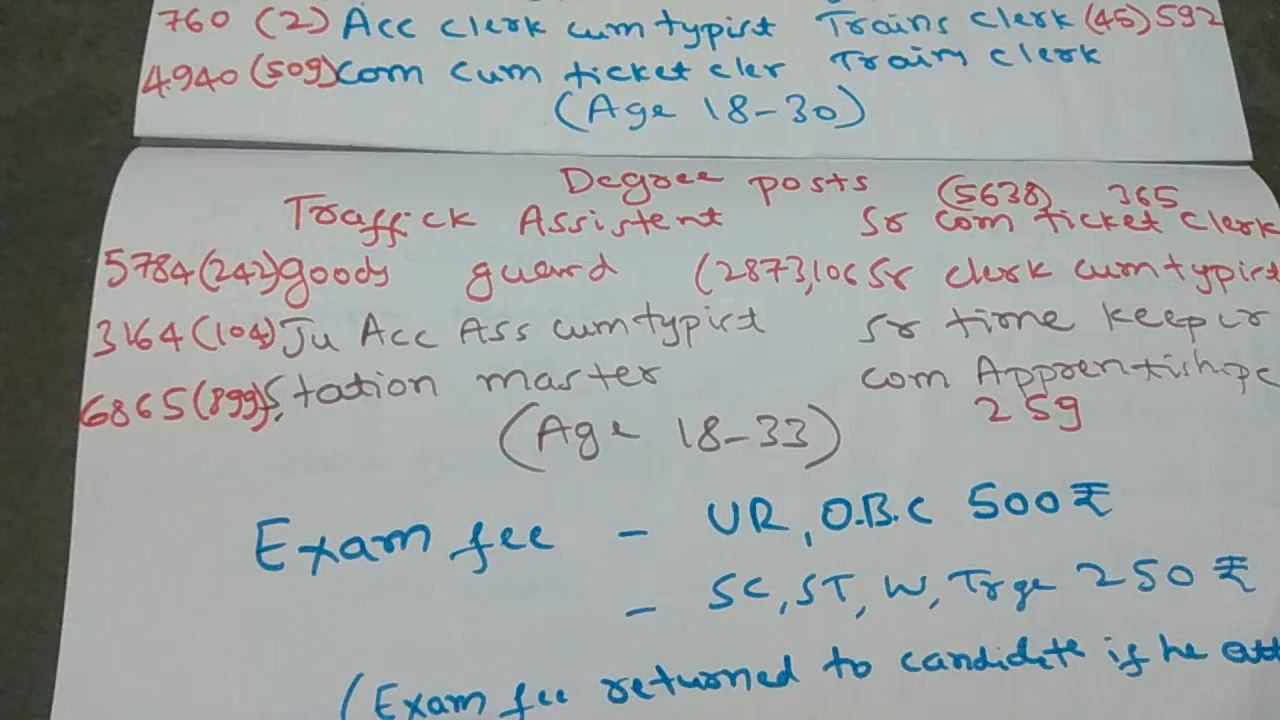 760 (2) Acc clerk cum typist Trains clerk (45) 592
4940 (509) Com cum ticket cler Train clerk
(Age 18-30)
Degree posts (5638) 365
Traffick Assistent Sr com ticket clerk
5784 (242) goods guard (2873,106 Sr clerk cum typist
3164 (104) Ju Acc Ass cum typist Sr time keeper
6865 (899) Station master com Apprentishipe
(Age 18-33) 259
Exam fee - UR, O.B.C 500 ₹
- SC, ST, W, Trge 250 ₹
(Exam fee returned to candidate if he att